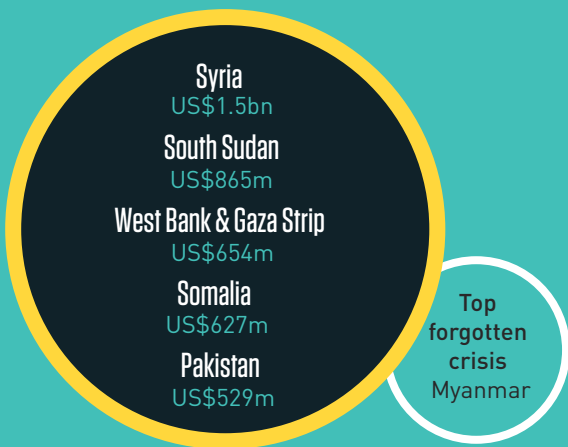 Syria
US$1.5bn
South Sudan
US$865m
West Bank & Gaza Strip
US$654m
Somalia
US$627m
Pakistan
US$529m
Top
forgotten
crisis
Myanmar